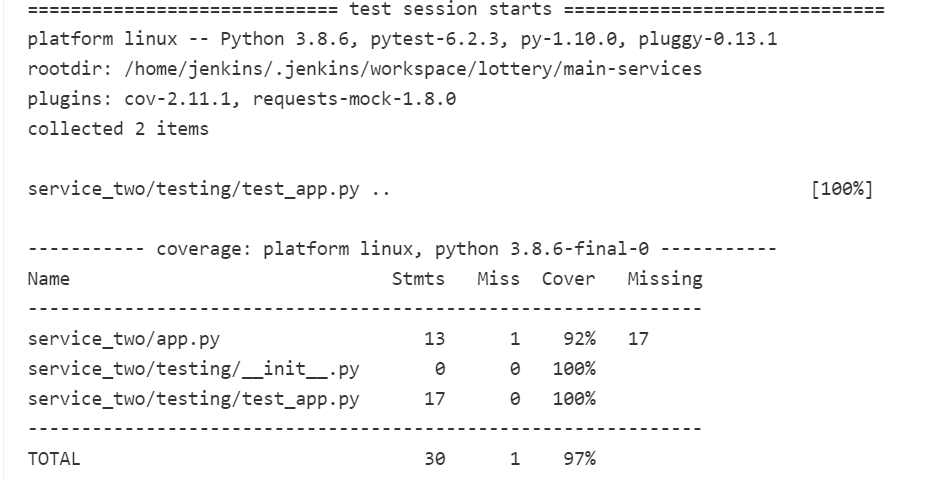 ============================= test session starts ==============================
platform linux -- Python 3.8.6, pytest-6.2.3, py-1.10.0, pluggy-0.13.1
rootdir: /home/jenkins/.jenkins/workspace/lottery/main-services
plugins: cov-2.11.1, requests-mock-1.8.0
collected 2 items
service_two/testing/test_app.py ..                                       [100%]
----------- coverage: platform linux, python 3.8.6-final-0 -----------
Name                              Stmts   Miss  Cover   Missing
---------------------------------------------------------------
service_two/app.py                   13      1    92%   17
service_two/testing/__init__.py       0      0   100%
service_two/testing/test_app.py      17      0   100%
---------------------------------------------------------------
TOTAL                                30      1    97%